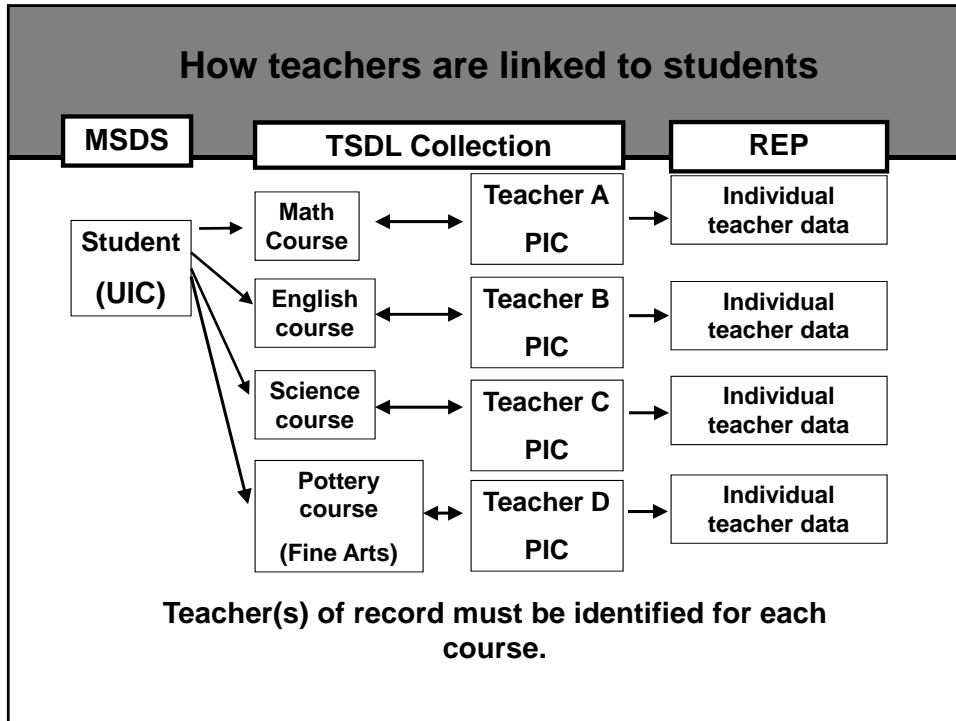 How teachers are linked to students
MSDS
TSDL Collection
REP
Student
(UIC)
Math
Course
Teacher A
PIC
Individual
teacher data
English
course
Teacher B
PIC
Individual
teacher data
Science
course
Teacher C
PIC
Individual
teacher data
Pottery
course
(Fine Arts)
Teacher D
PIC
Individual
teacher data
Teacher(s) of record must be identified for each
course.